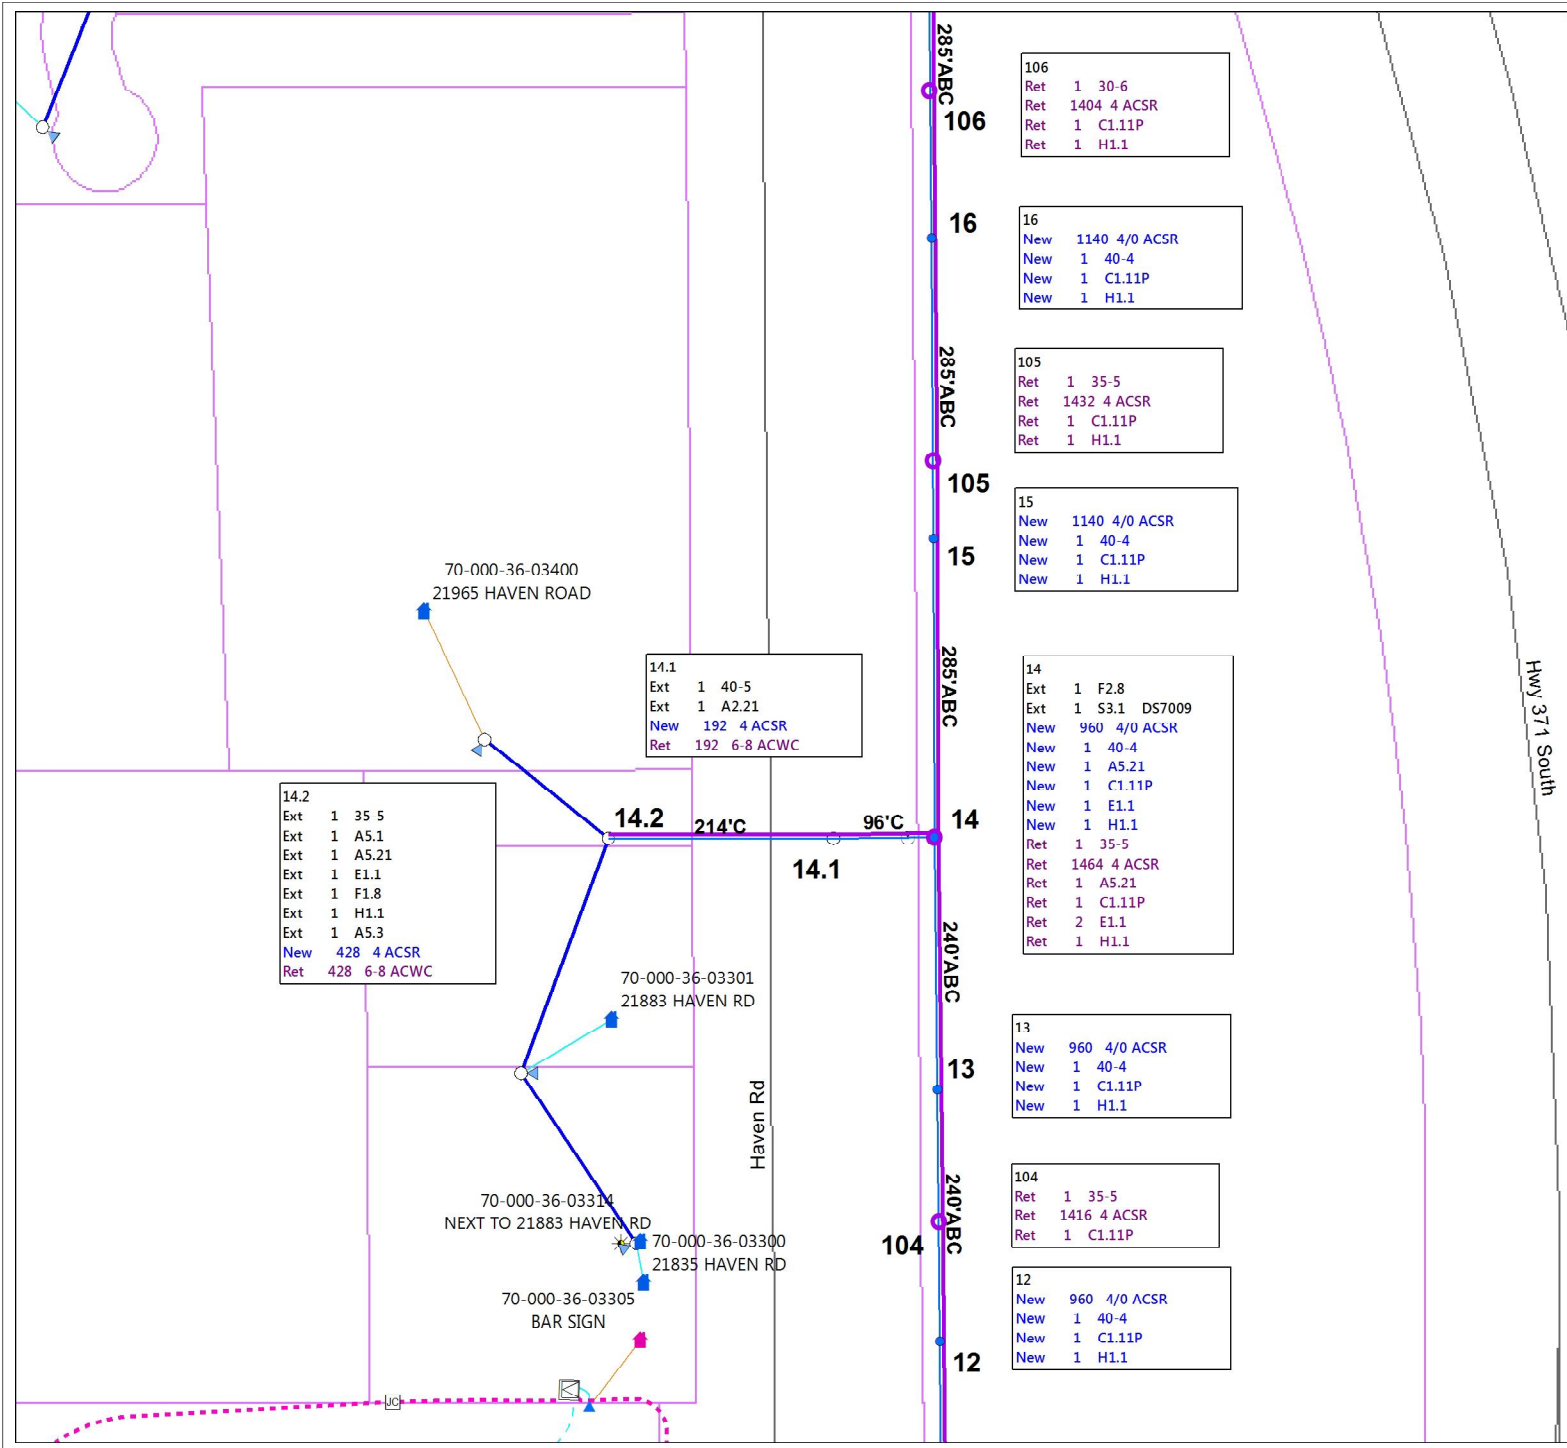 285'ABC
106
Ret 1 30-6
Ret 1404 4 ACSR
Ret 1 C1.11P
Ret 1 H1.1
106
16
New 1140 4/0 ACSR
New 1 40-4
New 1 C1.11P
New 1 H1.1
16
285'ABC
105
Ret 1 35-5
Ret 1432 4 ACSR
Ret 1 C1.11P
Ret 1 H1.1
105
15
New 1140 4/0 ACSR
New 1 40-4
New 1 C1.11P
New 1 H1.1
15
70-000-36-03400
21965 HAVEN ROAD
14.1
Ext 1 40-5
Ext 1 A2.21
New 192 4 ACSR
Ret 192 6-8 ACWC
285'ABC
14
Ext 1 F2.8
Ext 1 S3.1 DS7009
New 960 4/0 ACSR
New 1 40-4
New 1 A5.21
New 1 C1.11P
New 1 E1.1
New 1 H1.1
Ret 1 35-5
Ret 1464 4 ACSR
Ret 1 A5.21
Ret 1 C1.11P
Ret 2 E1.1
Ret 1 H1.1
Hwy 371 South
14.2
Ext 1 35 5
Ext 1 A5.1
Ext 1 A5.21
Ext 1 E1.1
Ext 1 F1.8
Ext 1 H1.1
Ext 1 A5.3
New 428 4 ACSR
Ret 428 6-8 ACWC
14.2
214'C
96'C
14
14.1
240'ABC
70-000-36-03301
21883 HAVEN RD
13
New 960 4/0 ACSR
New 1 40-4
New 1 C1.11P
New 1 H1.1
13
Haven Rd
240'ABC
104
Ret 1 35-5
Ret 1416 4 ACSR
Ret 1 C1.11P
70-000-36-03314
NEXT TO 21883 HAVEN RD
70-000-36-03300
21835 HAVEN RD
104
12
New 960 4/0 ACSR
New 1 40-4
New 1 C1.11P
New 1 H1.1
70-000-36-03305
BAR SIGN
12
JC